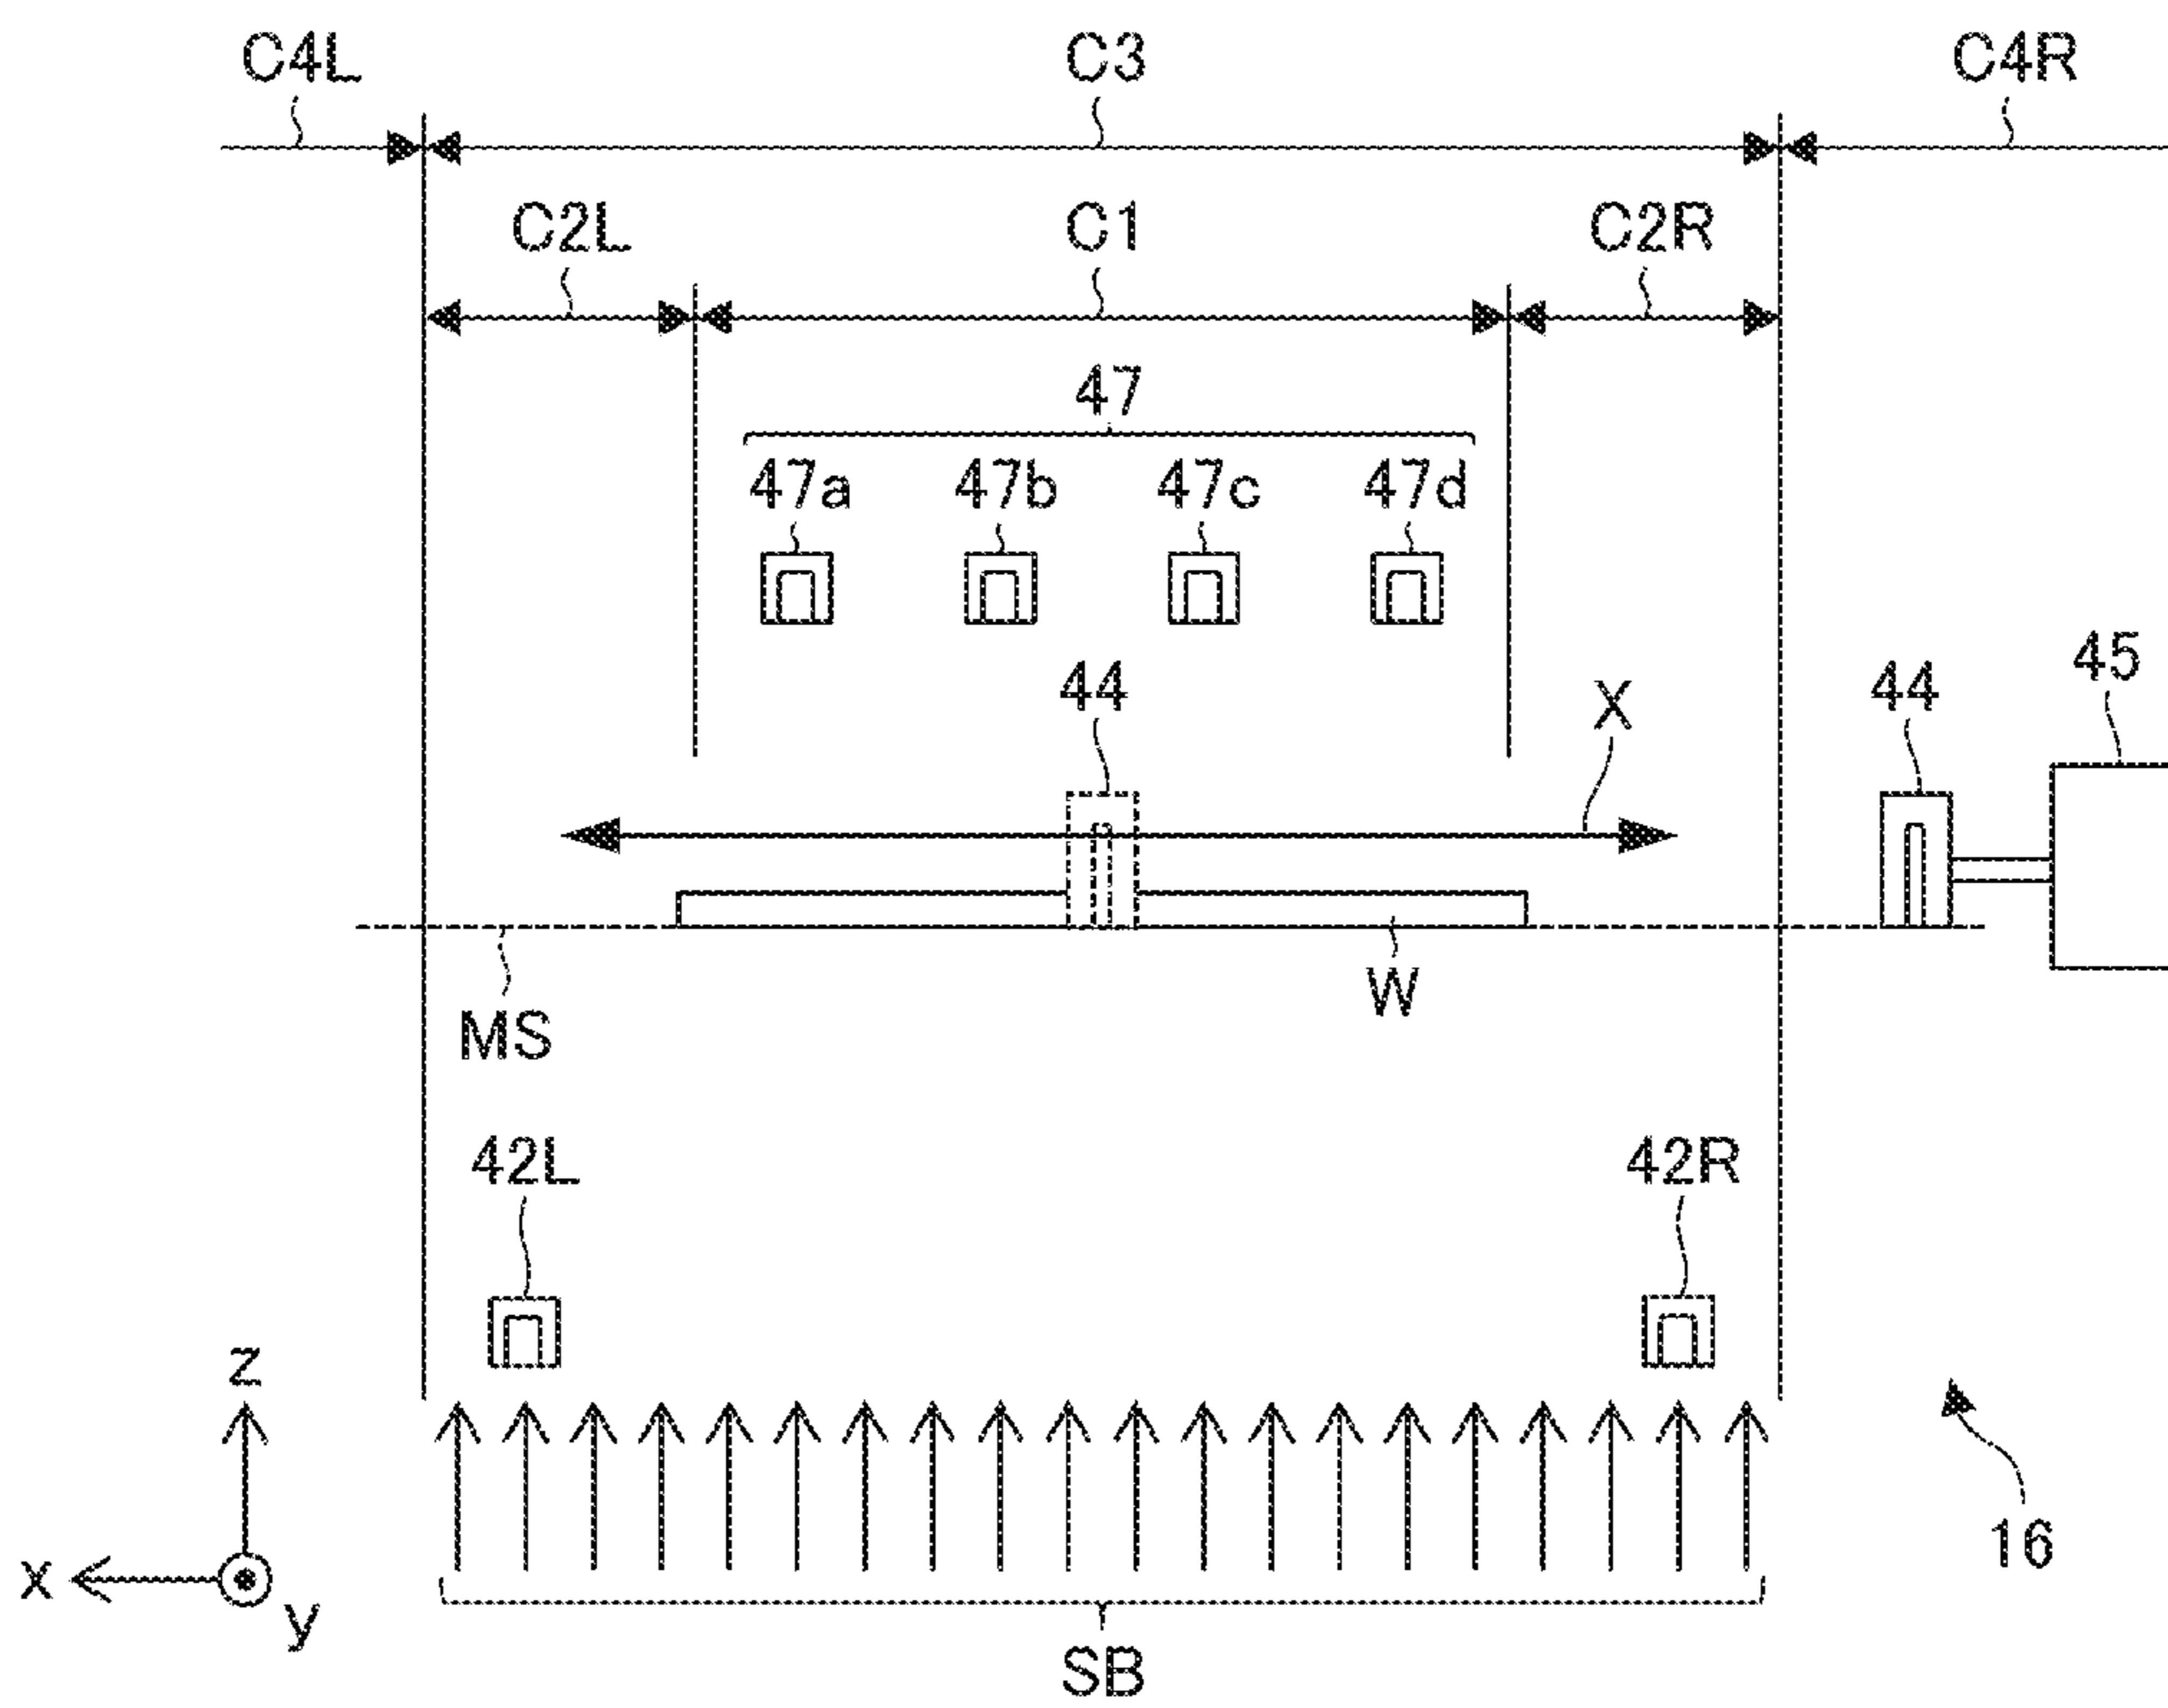 C4L C3 C4R
C2L C1 C2R
47
47a 47b 47c 47d
44 X 44 45
W
MS
42L 42R
z
16
x
y
SB